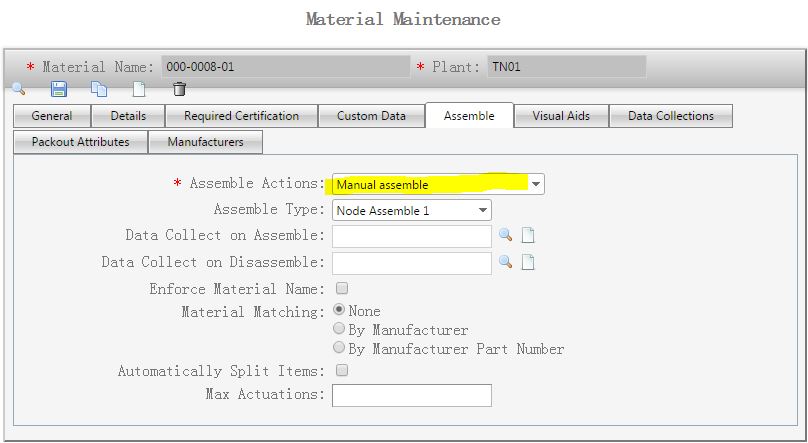 Material Maintenance
* Material Name: 000-0008-01 * Plant: TN01
General Details Required Certification Custom Data Assemble Visual Aids Data Collections
Packout Attributes Manufacturers
* Assemble Actions: Manual assemble
Assemble Type: Node Assemble 1
Data Collect on Assemble:
Data Collect on Disassemble:
Enforce Material Name:
Material Matching: None
By Manufacturer
By Manufacturer Part Number
Automatically Split Items:
Max Actuations: